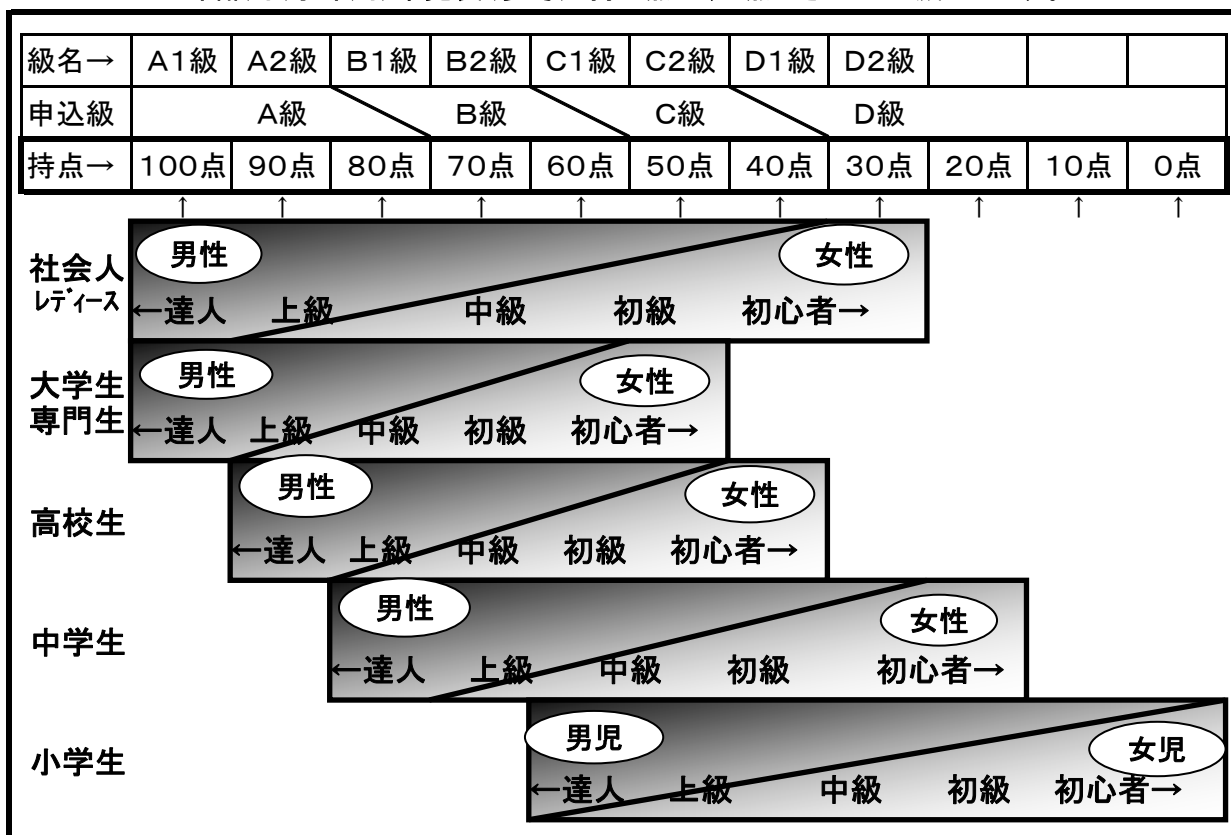 級名→ A1級 A2級 B1級 B2級 C1級 C2級 D1級 D2級
申込級 A級 B級 C級 D級
持点→ 100点 90点 80点 70点 60点 50点 40点 30点 20点 10点 0点
↑ ↑ ↑ ↑ ↑ ↑ ↑ ↑ ↑ ↑ ↑
社会人
レディース
男性 女性
←達人 上級 中級 初級 初心者→
大学生
専門生
男性 女性
←達人 上級 中級 初級 初心者→
高校生
男性 女性
←達人 上級 中級 初級 初心者→
中学生
男性 女性
←達人 上級 中級 初級 初心者→
小学生
男児 女児
←達人 上級 中級 初級 初心者→